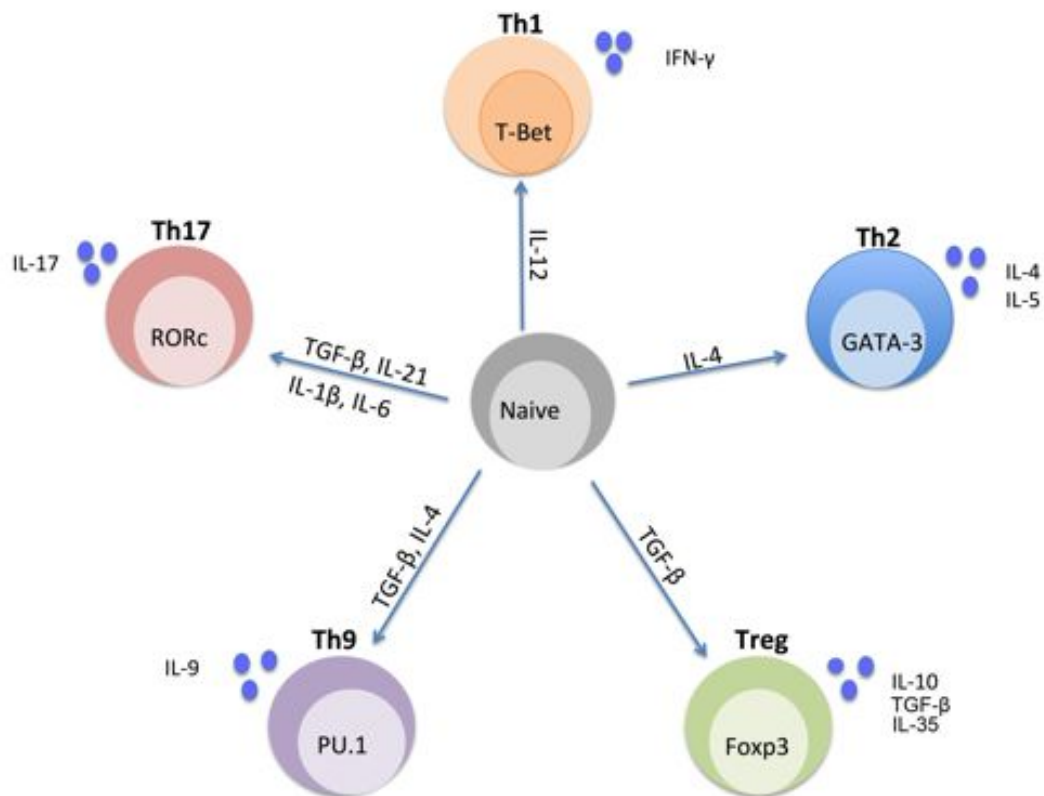 Th1
IFN-γ
T-Bet
IL-12
Th17
IL-17
RORc
TGF-β, IL-21
IL-1β, IL-6
Th2
IL-4
IL-5
GATA-3
IL-4
Naive
TGF-β, IL-4
TGF-β
Th9
IL-9
PU.1
Treg
IL-10
TGF-β
IL-35
Foxp3